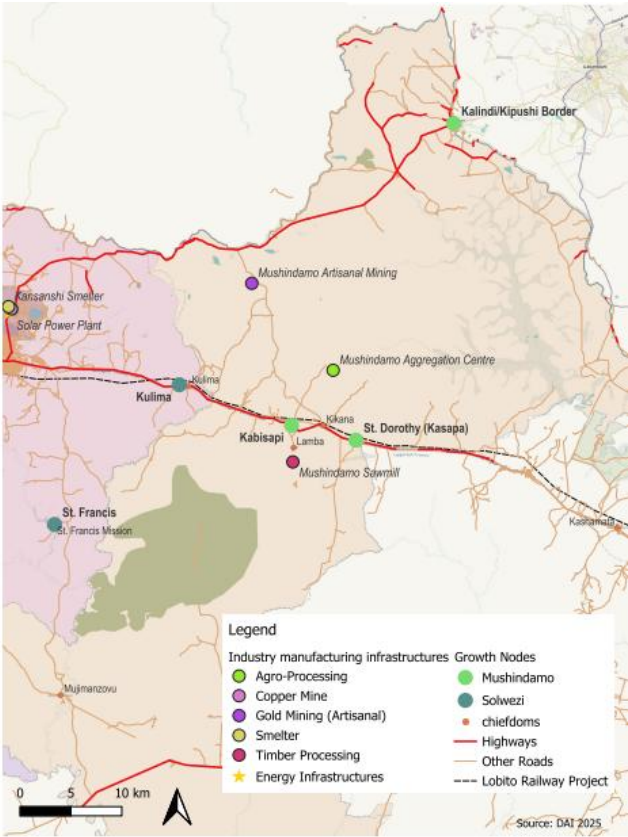 Kalindi/Kipushi Border
Mushindamo Artisanal Mining
Kansanshi Smelter
Solar Power Plant
Mushindamo Aggregation Centre
Kulima
Kulima
Kikana
St. Dorothy (Kasapa)
Kabisapi
Lamba
Mushindamo Sawmill
St. Francis
St. Francis Mission
Kashamata
Mujimanzovu
Legend
Industry manufacturing infrastructures
Agro-Processing
Copper Mine
Gold Mining (Artisanal)
Smelter
Timber Processing
Energy Infrastructures
Growth Nodes
Mushindamo
Solwezi
chiefdoms
Highways
Other Roads
Lobito Railway Project
0 5 10 km
Source: DAI 2025